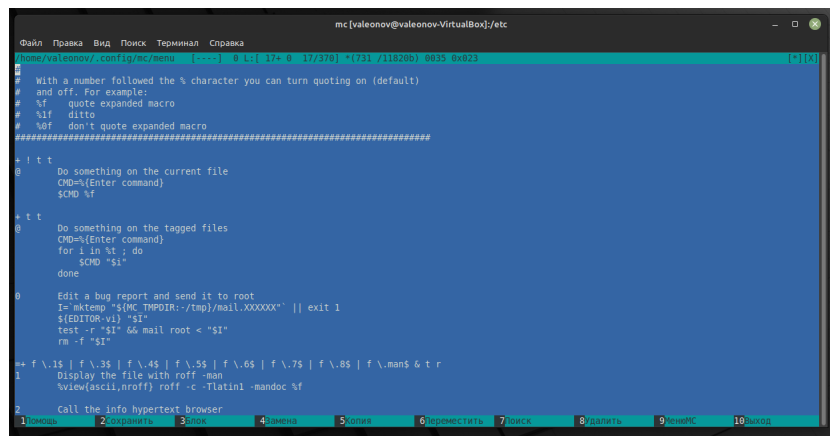 mc [valeonov@valeonov-VirtualBox]:/etc
Файл Правка Вид Поиск Терминал Справка
/home/valeonov/.config/mc/menu [----] 0 L:[ 17+ 0 17/370] *(731 /11820b) 0035 0x023 [*][X]
#
# With a number followed the % character you can turn quoting on (default)
# and off. For example:
# %f quote expanded macro
# %1f ditto
# %0f don't quote expanded macro
##############################################################################
+ ! t t
@ Do something on the current file
CMD=%{Enter command}
$CMD %f
+ t t
@ Do something on the tagged files
CMD=%{Enter command}
for i in %t ; do
$CMD "$i"
done
0 Edit a bug report and send it to root
I=`mktemp "${MC_TMPDIR:-/tmp}/mail.XXXXXX"` || exit 1
${EDITOR-vi} "$I"
test -r "$I" && mail root < "$I"
rm -f "$I"
=+ f \.1$ | f \.3$ | f \.4$ | f \.5$ | f \.6$ | f \.7$ | f \.8$ | f \.man$ & t r
1 Display the file with roff -man
%view{ascii,nroff} roff -c -Tlatin1 -mandoc %f
2 Call the info hypertext browser
1Помощь 2Сохранить 3Блок 4Замена 5Копия 6Переместить 7Поиск 8Удалить 9МенюMC 10Выход